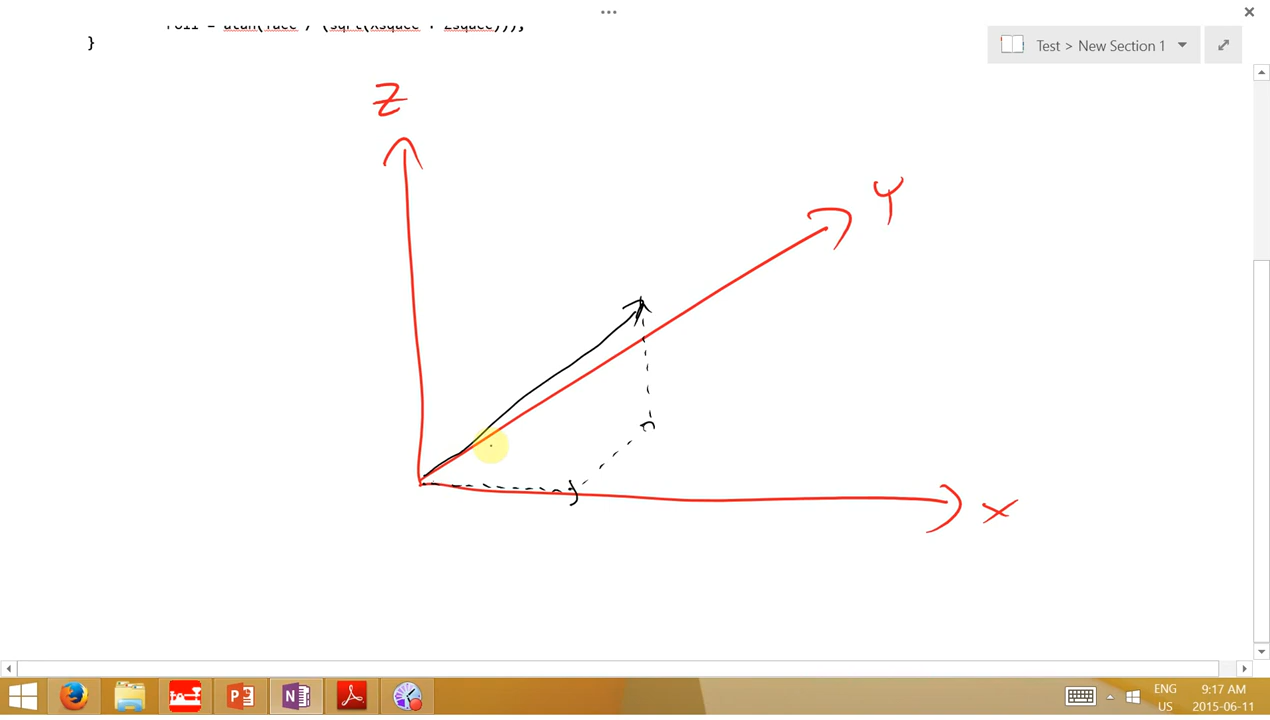 }
Test > New Section 1
Z
Y
X
ENG
US
9:17 AM
2015-06-11